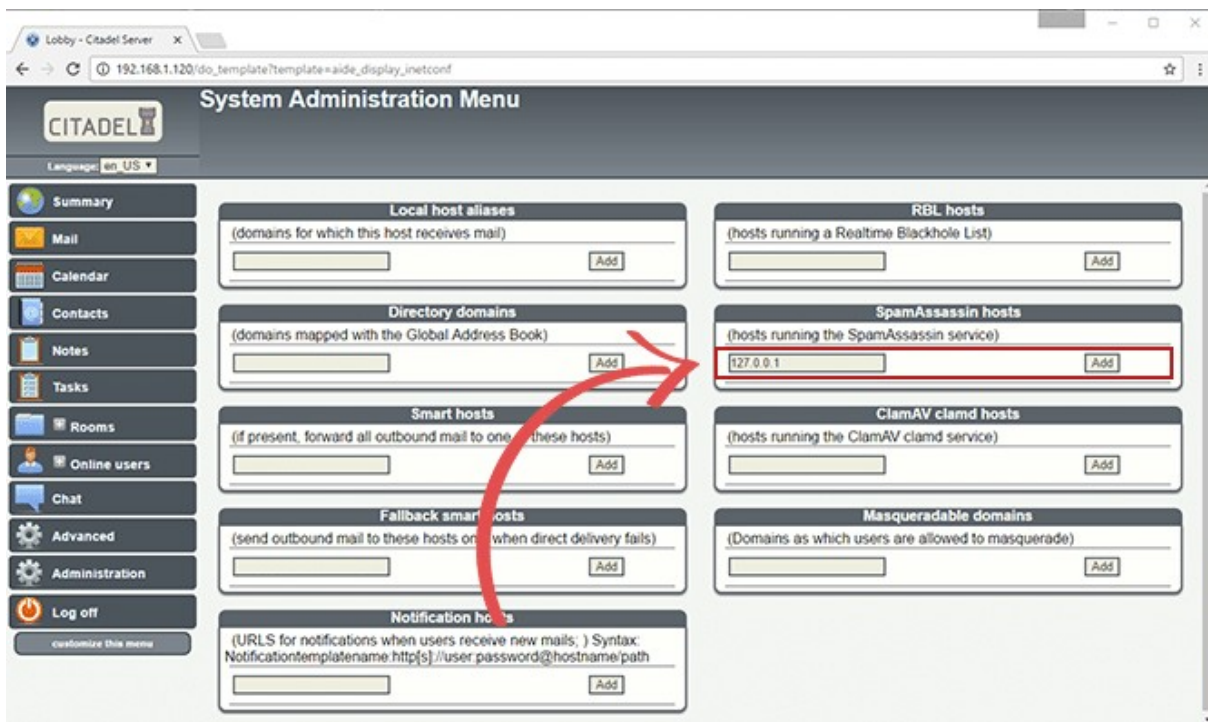 Lobby - Citadel Server
192.168.1.120/do_template?template=aide_display_inetconf
CITADEL
System Administration Menu
Language: en_US
Summary
Mail
Calendar
Contacts
Notes
Tasks
Rooms
Online users
Chat
Advanced
Administration
Log off
customize this menu
Local host aliases
(domains for which this host receives mail)
Add
Directory domains
(domains mapped with the Global Address Book)
Add
Smart hosts
(if present, forward all outbound mail to one these hosts)
Add
Fallback smart hosts
(send outbound mail to these hosts only when direct delivery fails)
Add
Notification hosts
(URLS for notifications when users receive new mails; ) Syntax:
Notificationtemplatename:http[s]://user:password@hostname/path
Add
RBL hosts
(hosts running a Realtime Blackhole List)
Add
SpamAssassin hosts
(hosts running the SpamAssassin service)
127.0.0.1 Add
ClamAV clamd hosts
(hosts running the ClamAV clamd service)
Add
Masqueradable domains
(Domains as which users are allowed to masquerade)
Add